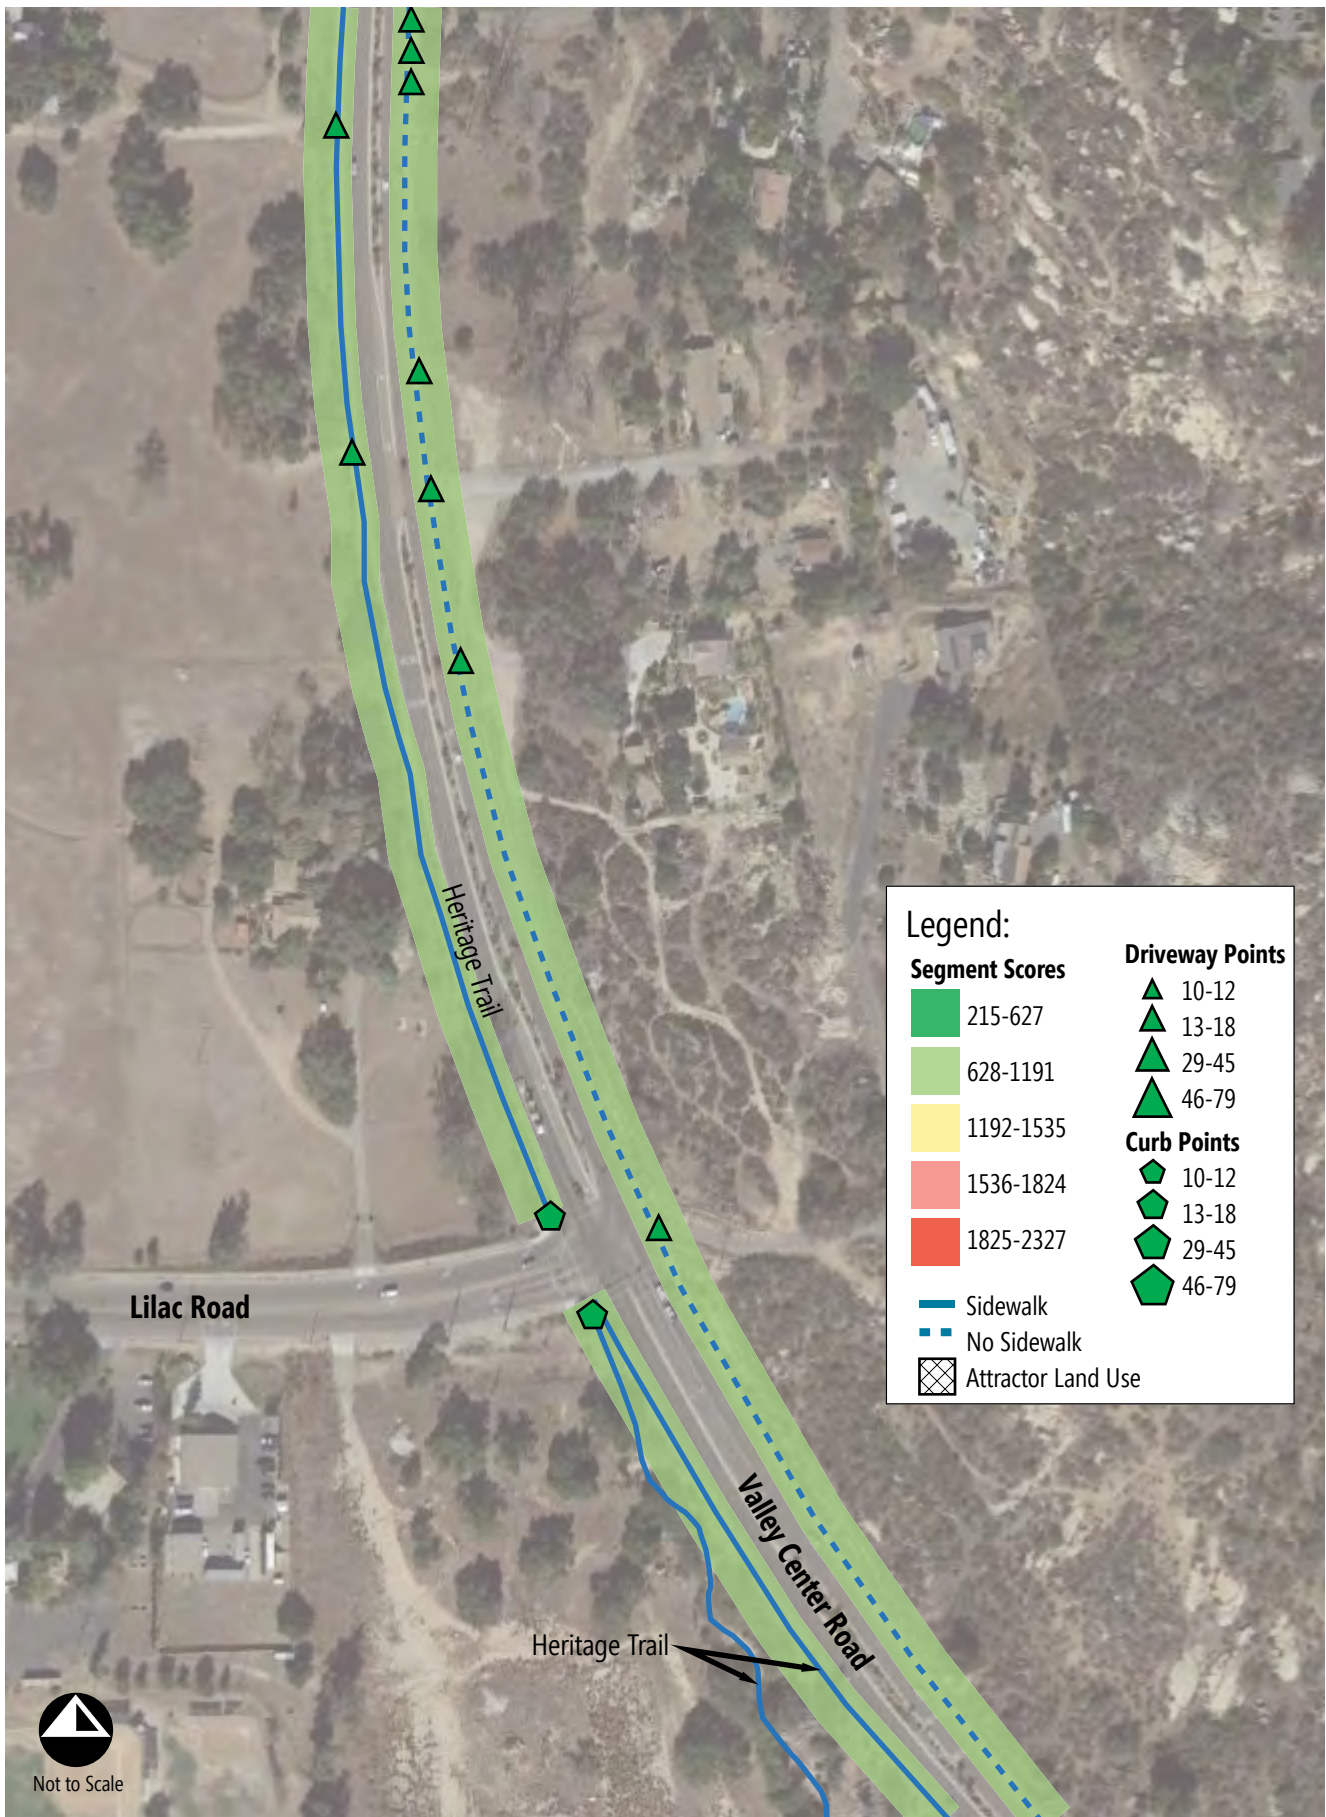 Heritage Trail
Legend:
Segment Scores
215-627
628-1191
1192-1535
1536-1824
1825-2327
Sidewalk
No Sidewalk
Attractor Land Use
Driveway Points
10-12
13-18
29-45
46-79
Curb Points
10-12
13-18
29-45
46-79
Lilac Road
Valley Center Road
Heritage Trail
Not to Scale